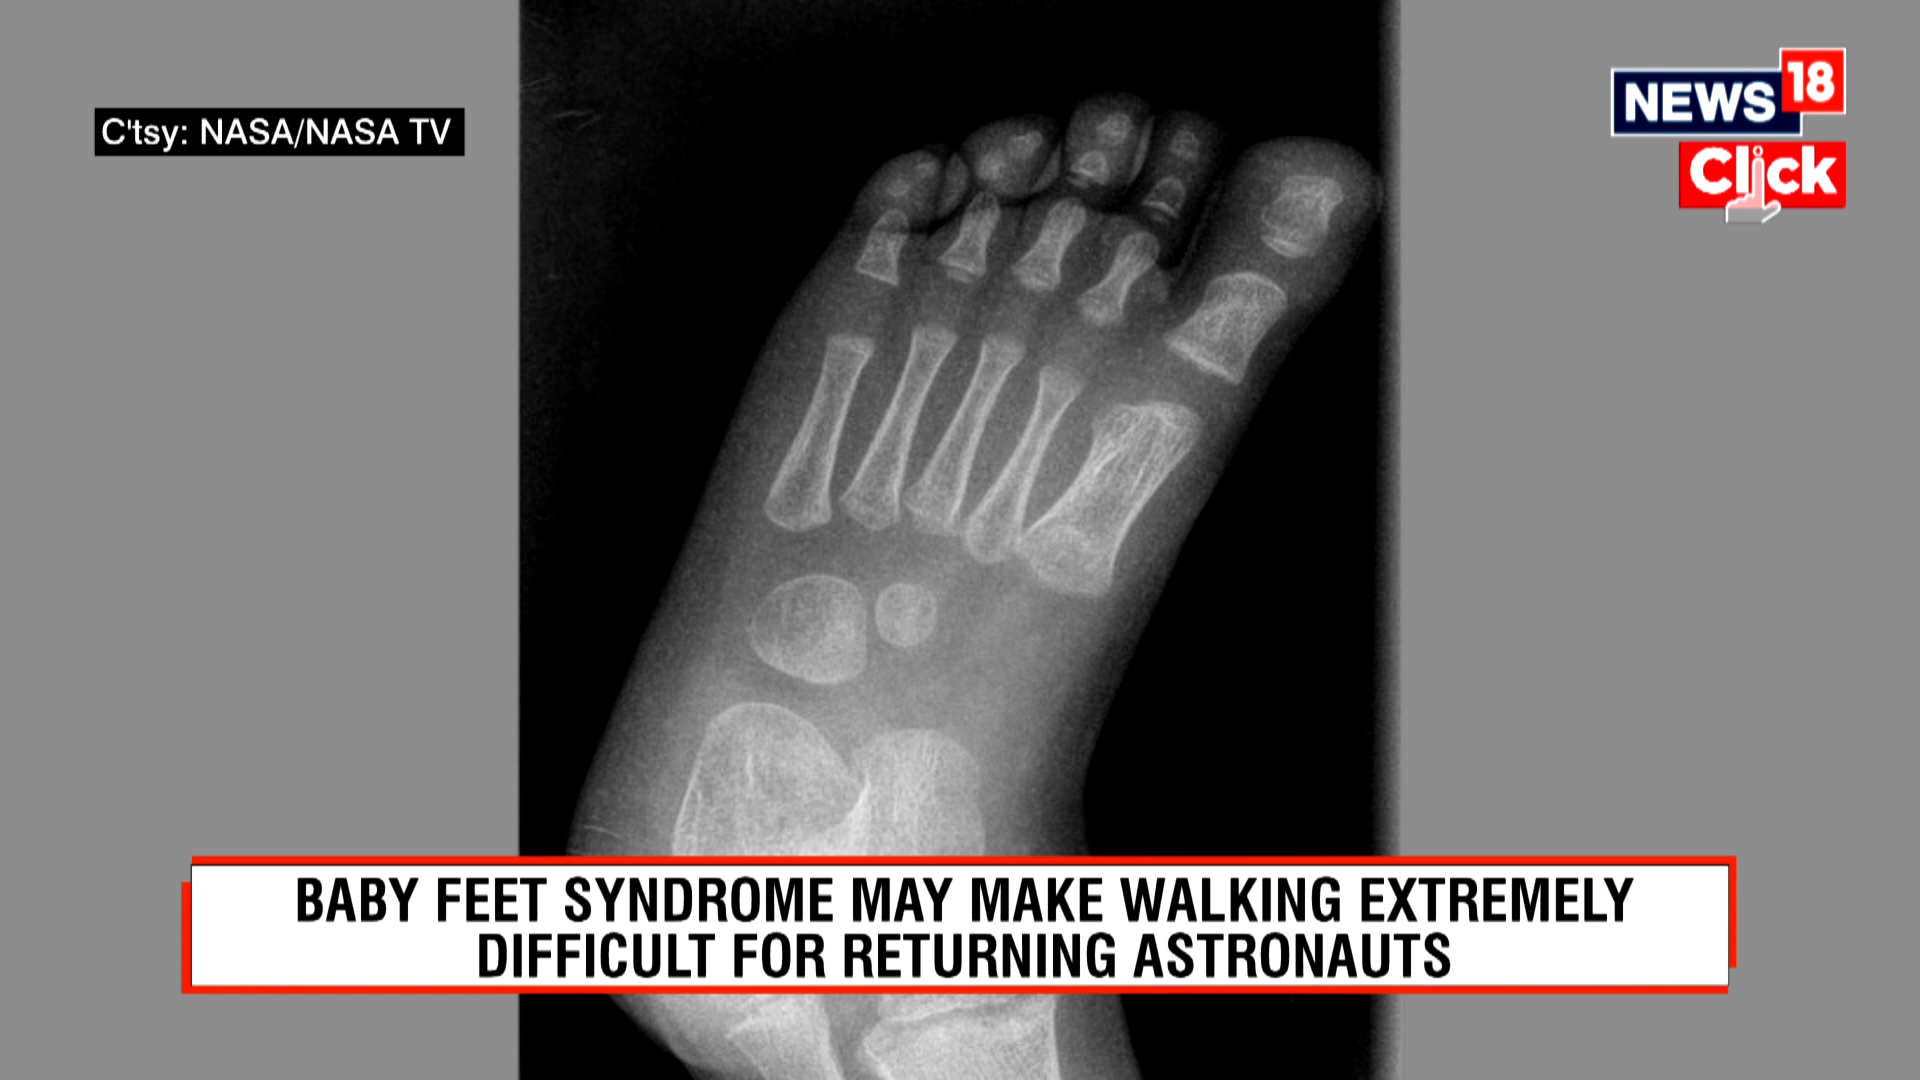 C'tsy: NASA/NASA TV
NEWS 18
Click
BABY FEET SYNDROME MAY MAKE WALKING EXTREMELY
DIFFICULT FOR RETURNING ASTRONAUTS